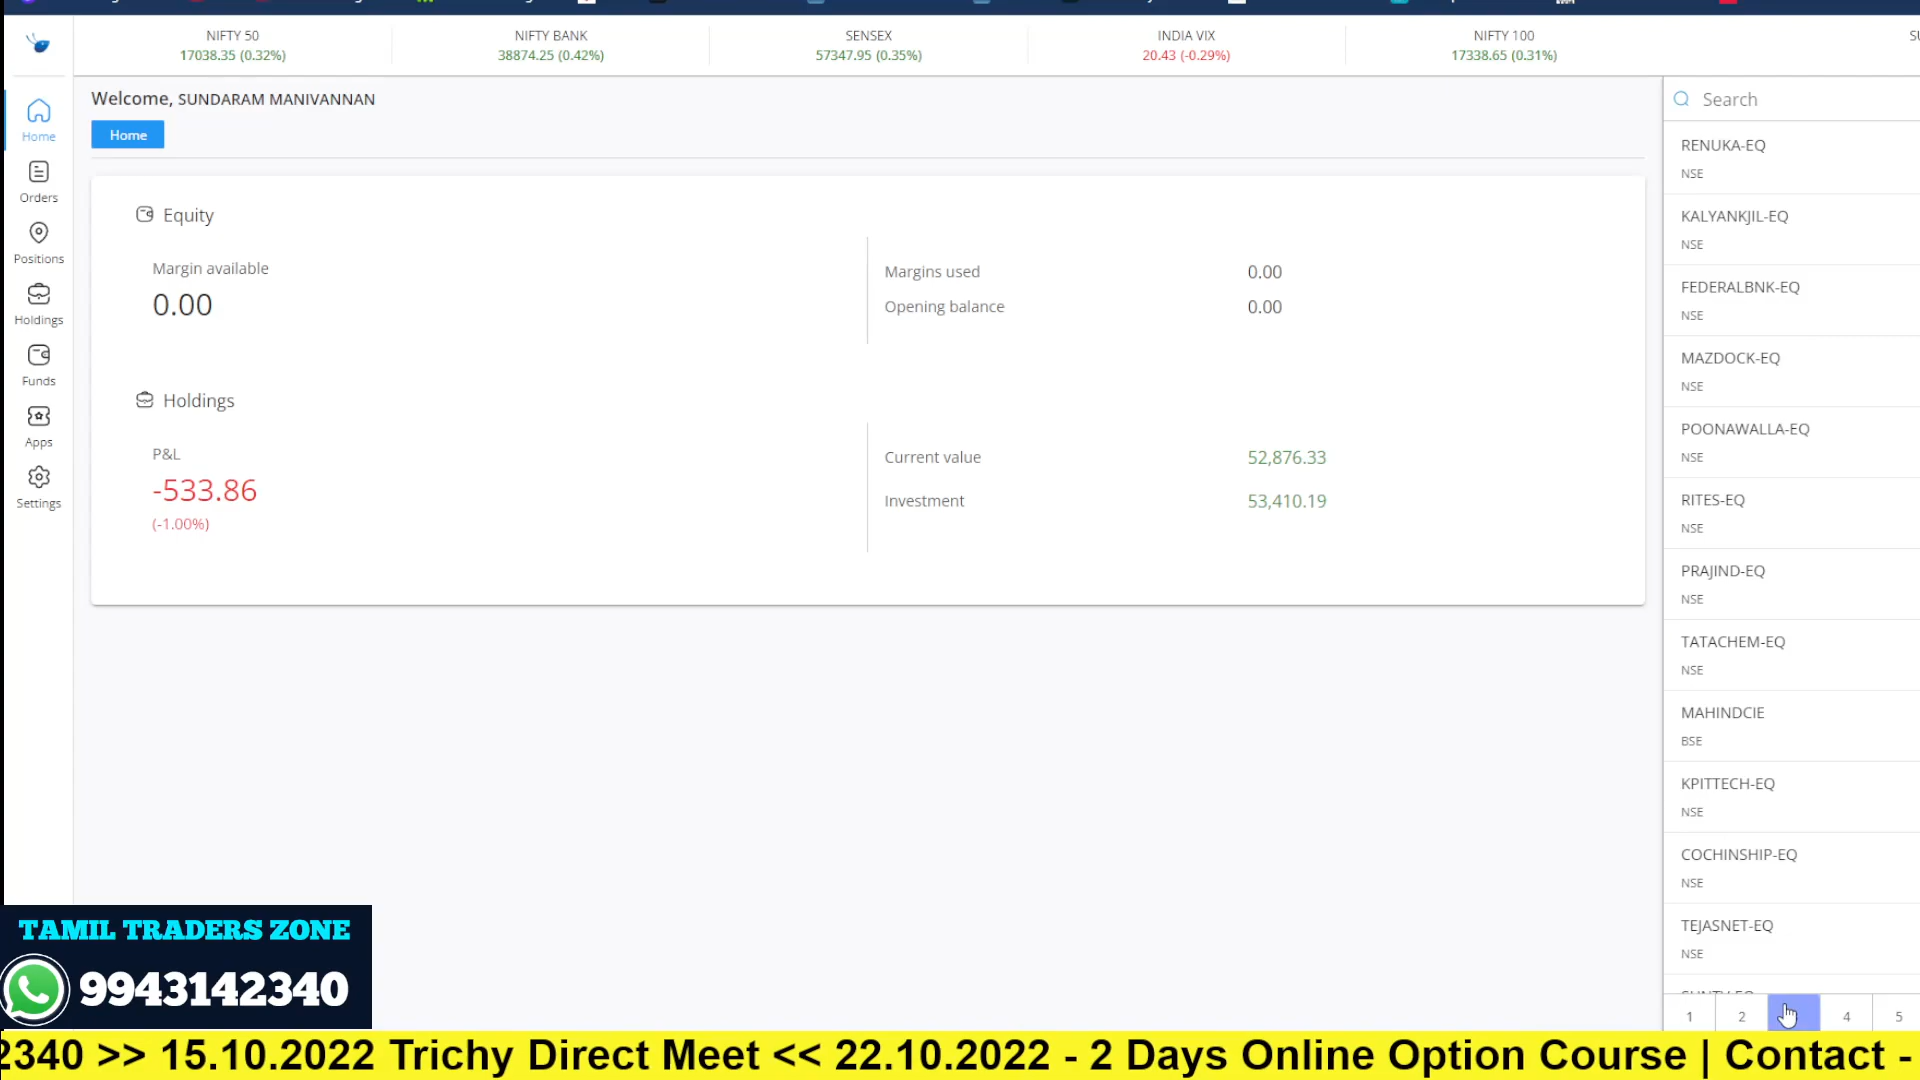 NIFTY 50
17038.35 (0.32%)
NIFTY BANK
38874.25 (0.42%)
SENSEX
57347.95 (0.35%)
INDIA VIX
20.43 (-0.29%)
NIFTY 100
17338.65 (0.31%)
Welcome, SUNDARAM MANIVANNAN
Home
Home
Orders
Positions
Holdings
Funds
Apps
Settings
Equity
Margin available
0.00
Margins used 0.00
Opening balance 0.00
Holdings
P&L
-533.86
(-1.00%)
Current value 52,876.33
Investment 53,410.19
Search
RENUKA-EQ
NSE
KALYANKJIL-EQ
NSE
FEDERALBNK-EQ
NSE
MAZDOCK-EQ
NSE
POONAWALLA-EQ
NSE
RITES-EQ
NSE
PRAJIND-EQ
NSE
TATACHEM-EQ
NSE
MAHINDCIE
BSE
KPITTECH-EQ
NSE
COCHINSHIP-EQ
NSE
TEJASNET-EQ
NSE
1 2 4 5
TAMIL TRADERS ZONE
9943142340
2340 >> 15.10.2022 Trichy Direct Meet << 22.10.2022 - 2 Days Online Option Course | Contact -